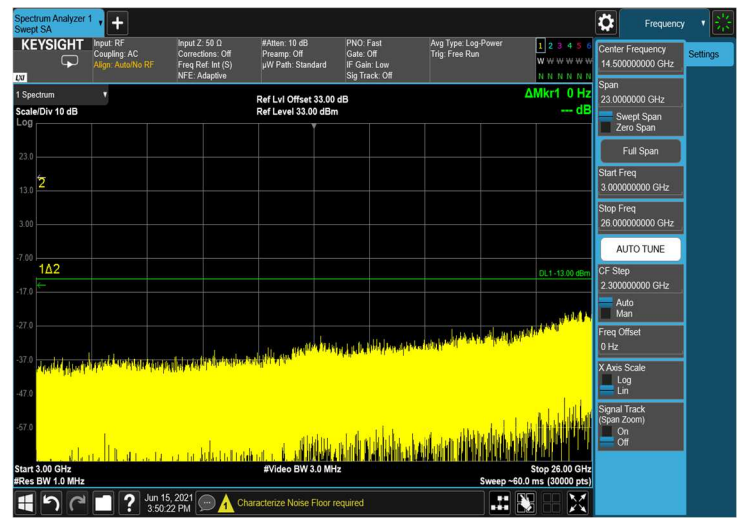 Spectrum Analyzer 1
Swept SA
+
Frequency
KEYSIGHT
LXI
Input: RF
Coupling: AC
Align: Auto/No RF
Input Z: 50 Ω
Corrections: Off
Freq Ref: Int (S)
NFE: Adaptive
#Atten: 10 dB
Preamp: Off
µW Path: Standard
PNO: Fast
Gate: Off
IF Gain: Low
Sig Track: Off
Avg Type: Log-Power
Trig: Free Run
1 2 3 4 5 6
W W W W W W
N N N N N N
1 Spectrum
Scale/Div 10 dB
Log
Ref Lvl Offset 33.00 dB
Ref Level 33.00 dBm
ΔMkr1 0 Hz
--- dB
23.0
13.0
3.00
-7.00
-17.0
-27.0
-37.0
-47.0
-57.0
2
1Δ2
DL1 -13.00 dBm
Start 3.00 GHz
#Res BW 1.0 MHz
#Video BW 3.0 MHz
Stop 26.00 GHz
Sweep ~60.0 ms (30000 pts)
Center Frequency
14.500000000 GHz
Settings
Span
23.0000000 GHz
Swept Span
Zero Span
Full Span
Start Freq
3.000000000 GHz
Stop Freq
26.000000000 GHz
AUTO TUNE
CF Step
2.300000000 GHz
Auto
Man
Freq Offset
0 Hz
X Axis Scale
Log
Lin
Signal Track
(Span Zoom)
On
Off
?
Jun 15, 2021
3:50:22 PM
1
Characterize Noise Floor required